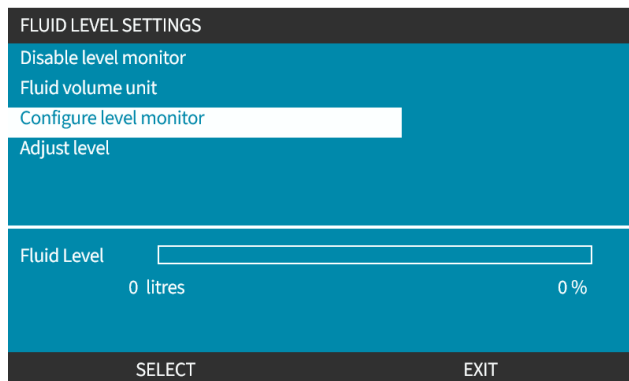 FLUID LEVEL SETTINGS
Disable level monitor
Fluid volume unit
Configure level monitor
Adjust level
Fluid Level
0 litres 0 %
SELECT EXIT